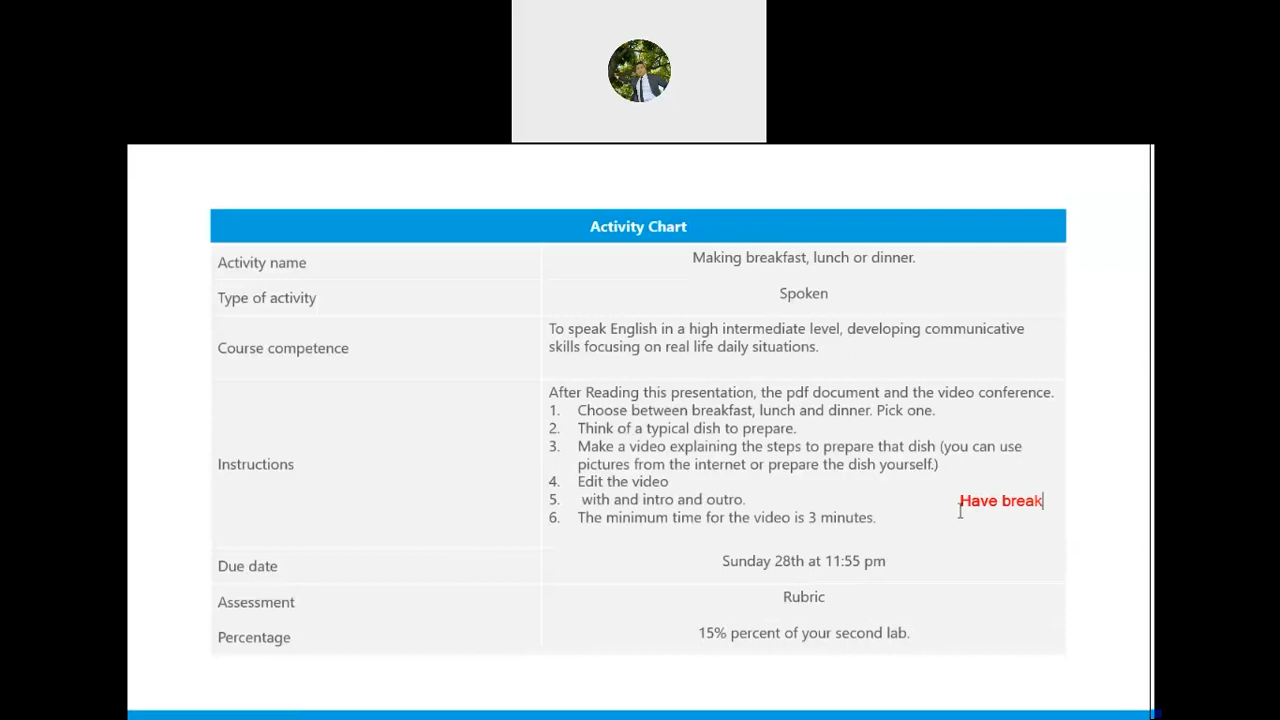 Activity Chart
Activity name
Making breakfast, lunch or dinner.
Type of activity
Spoken
Course competence
To speak English in a high intermediate level, developing communicative
skills focusing on real life daily situations.
Instructions
After Reading this presentation, the pdf document and the video conference.
1. Choose between breakfast, lunch and dinner. Pick one.
2. Think of a typical dish to prepare.
3. Make a video explaining the steps to prepare that dish (you can use
pictures from the internet or prepare the dish yourself.)
4. Edit the video
5. with and intro and outro.
6. The minimum time for the video is 3 minutes.
Have break
Due date
Sunday 28th at 11:55 pm
Assessment
Rubric
Percentage
15% percent of your second lab.